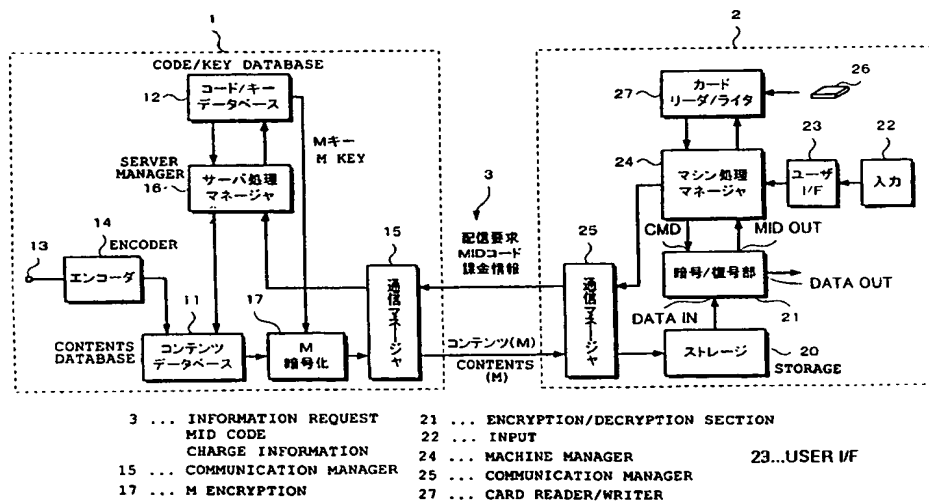 1
2
CODE/KEY DATABASE
12
コード/キー
データベース
27
カード
リーダ/ライタ
26
Mキー
M KEY
SERVER
MANAGER
16
サーバ処理
マネージャ
24
マシン処理
マネージャ
23
ユーザ
I/F
22
入力
3
配信要求
MIDコード
課金情報
13
14
ENCODER
エンコーダ
15
通信マネージャ
25
通信マネージャ
CMD
MID OUT
暗号/復号部
DATA OUT
DATA IN
21
11
CONTENTS
DATABASE
コンテンツ
データベース
17
M
暗号化
コンテンツ(M)
CONTENTS
(M)
ストレージ
20
STORAGE
3 ... INFORMATION REQUEST
MID CODE
CHARGE INFORMATION
15 ... COMMUNICATION MANAGER
17 ... M ENCRYPTION
21 ... ENCRYPTION/DECRYPTION SECTION
22 ... INPUT
24 ... MACHINE MANAGER
23...USER I/F
25 ... COMMUNICATION MANAGER
27 ... CARD READER/WRITER